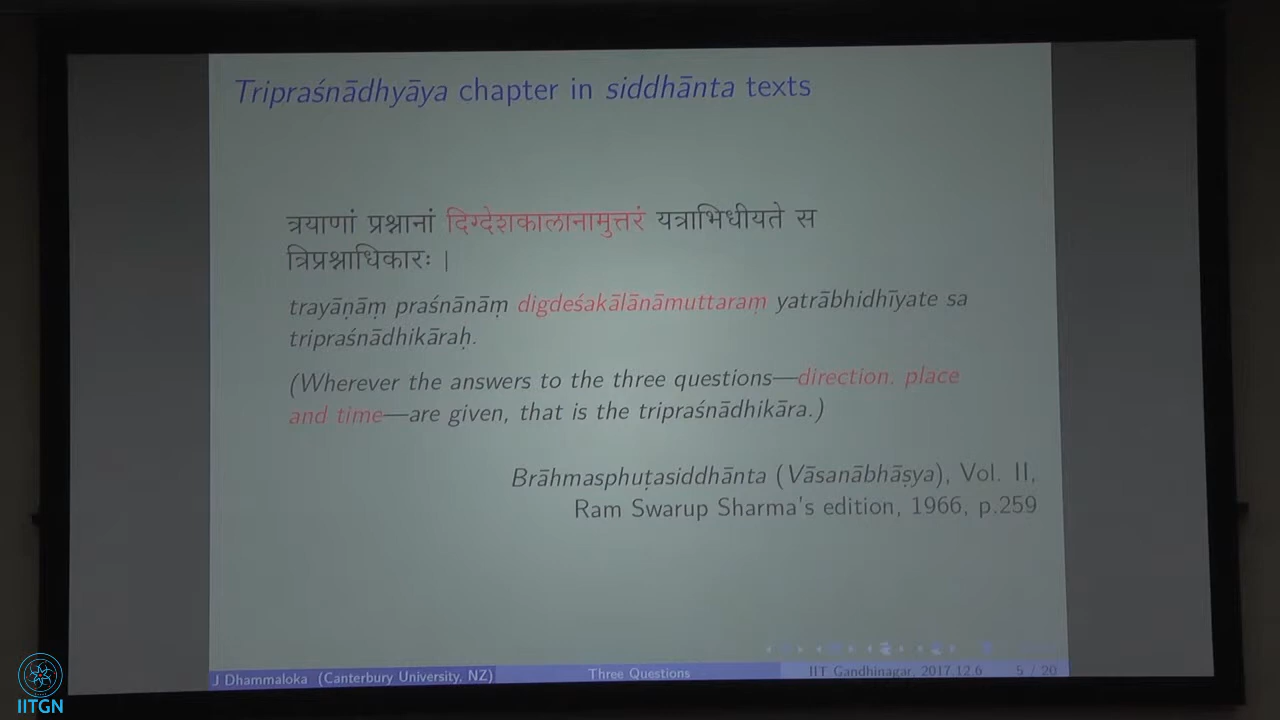 Tripraśnādhyāya chapter in siddhānta texts
त्रयाणां प्रश्नानां दिग्देशकालानामुत्तरं यत्राभिधीयते स
त्रिप्रश्नाधिकारः |
trayāṇāṃ praśnānāṃ digdeśakālānāmuttaraṃ yatrābhidhīyate sa
tripraśnādhikāraḥ.
(Wherever the answers to the three questions—direction, place
and time—are given, that is the tripraśnādhikāra.)
Brāhmasphuṭasiddhānta (Vāsanābhāṣya), Vol. II,
Ram Swarup Sharma's edition, 1966, p.259
J Dhammaloka (Canterbury University, NZ) Three Questions IIT Gandhinagar, 2017.12.6 5 / 20
IITGN